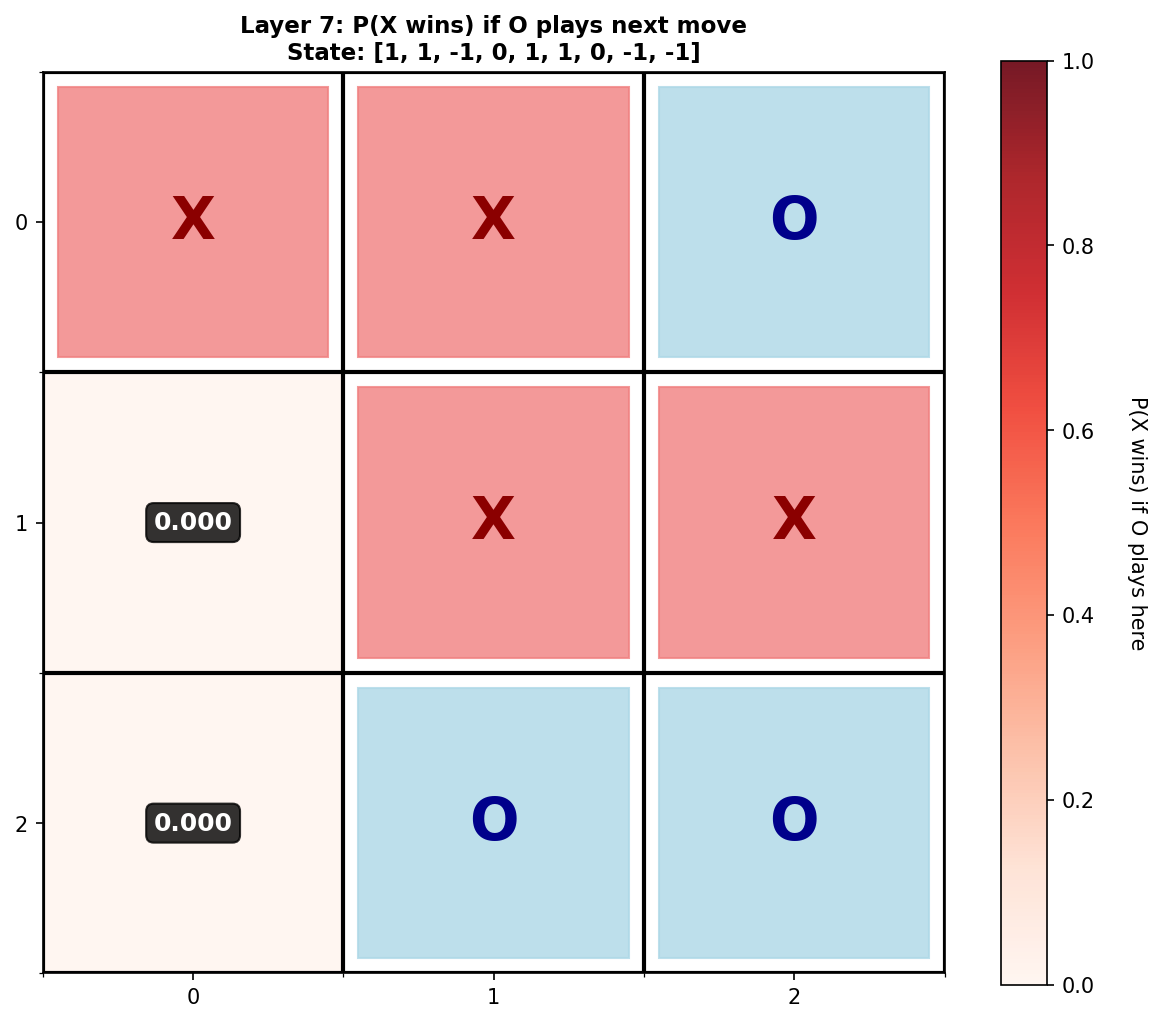 Layer 7: P(X wins) if O plays next move
State: [1, 1, -1, 0, 1, 1, 0, -1, -1]
X X O
0
0.000 X X
1
0.000 O O
2
0 1 2
1.0
0.8
0.6
0.4
0.2
0.0
P(X wins) if O plays here